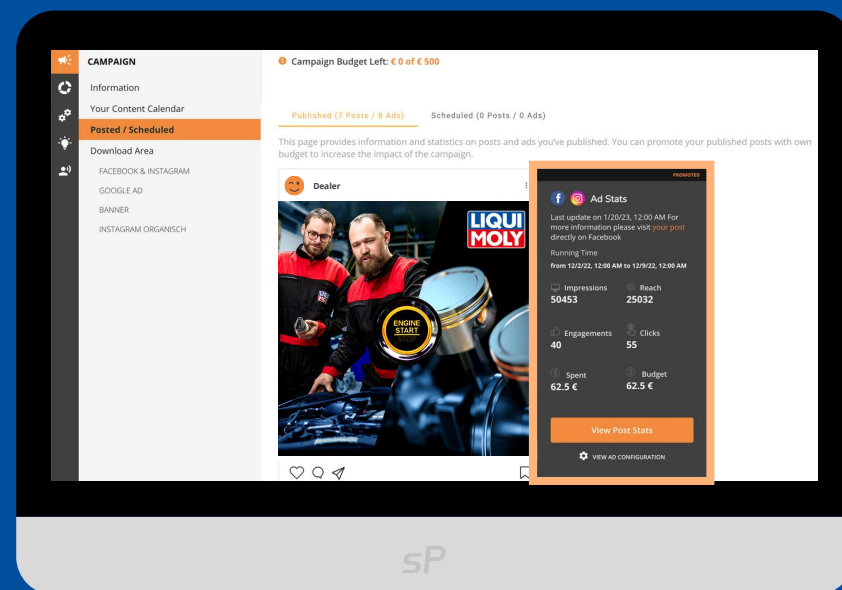 CAMPAIGN
Information
Your Content Calendar
Posted / Scheduled
Download Area
FACEBOOK & INSTAGRAM
GOOGLE AD
BANNER
INSTAGRAM ORGANISCH
Campaign Budget Left: € 0 of € 500
Published (7 Posts / 8 Ads) Scheduled (0 Posts / 0 Ads)
This page provides information and statistics on posts and ads you've published. You can promote your published posts with own
budget to increase the impact of the campaign.
Dealer
LIQUI
MOLY
ENGINE
START
STOP
PROMOTED
Ad Stats
Last update on 1/20/23, 12:00 AM For
more information please visit your post
directly on Facebook
Running Time
from 12/2/22, 12:00 AM to 12/9/22, 12:00 AM
Impressions Reach
50453 25032
Engagements Clicks
40 55
Spent Budget
62.5 € 62.5 €
View Post Stats
VIEW AD CONFIGURATION
sP